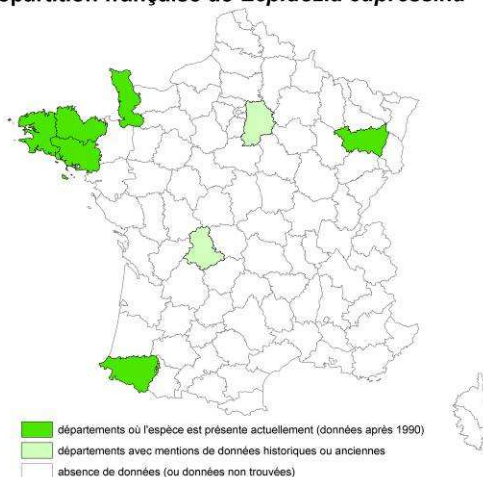 répartition française de Lepidozia cupressina
départements où l'espèce est présente actuellement (données après 1990)
départements avec mentions de données historiques ou anciennes
absence de données (ou données non trouvées)